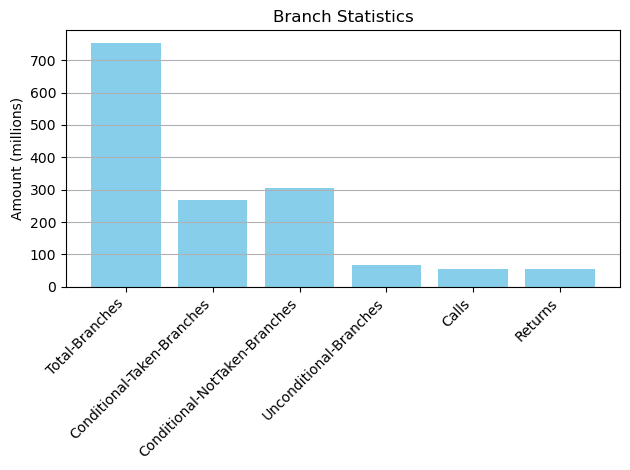 Branch Statistics
Amount (millions)
700
600
500
400
300
200
100
0
Total-Branches
Conditional-Taken-Branches
Conditional-NotTaken-Branches
Unconditional-Branches
Calls
Returns